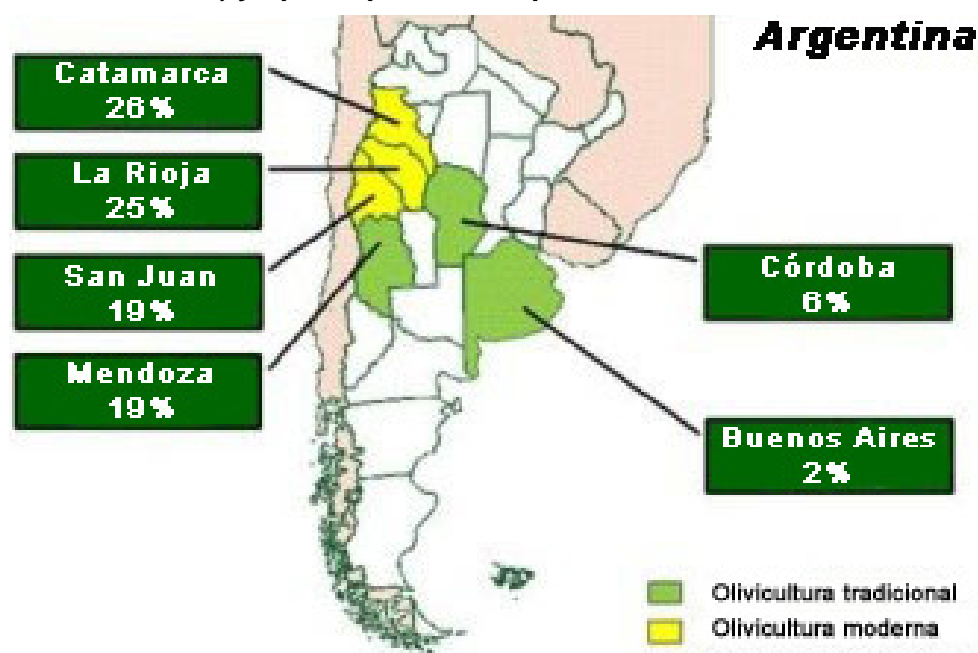 Argentina
Catamarca
26%
La Rioja
25%
San Juan
19%
Mendoza
19%
Córdoba
6%
Buenos Aires
2%
Olivicultura tradicional
Olivicultura moderna